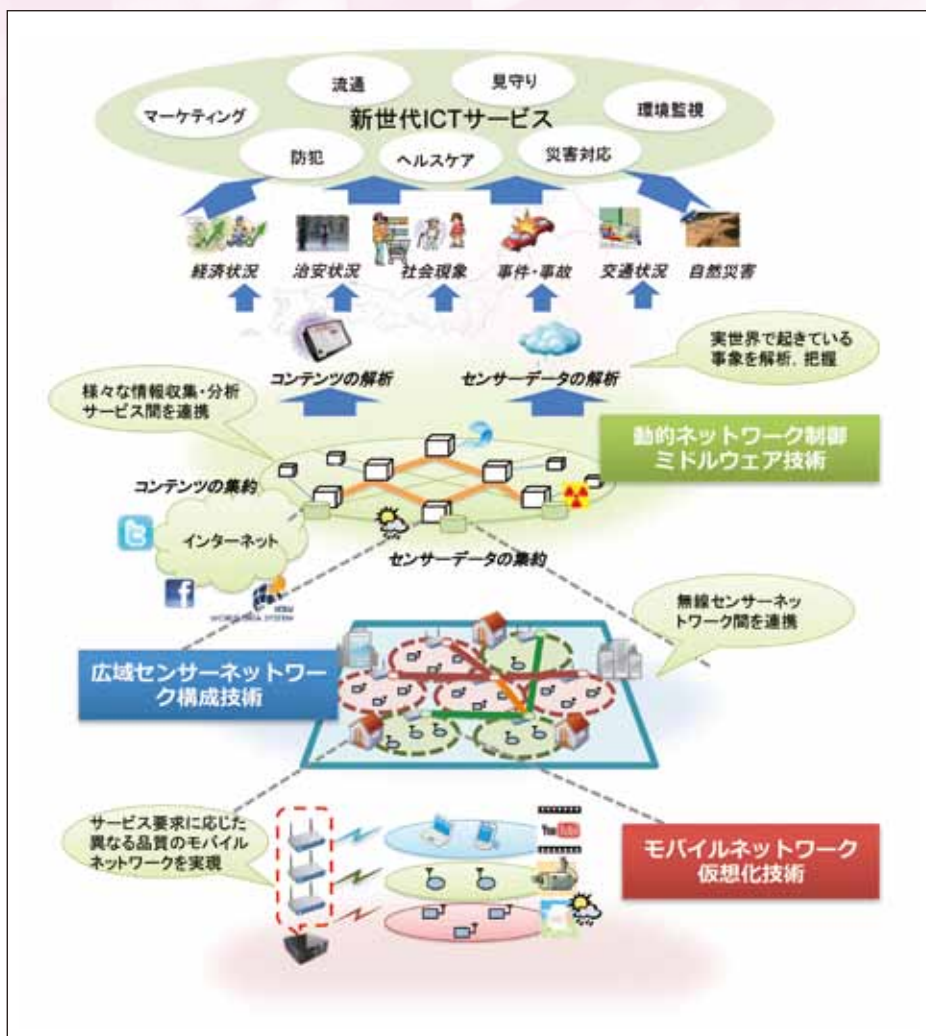 流通
見守り
マーケティング
環境監視
新世代ICTサービス
防犯
ヘルスケア
災害対応
経済状況
治安状況
社会現象
事件・事故
交通状況
自然災害
実世界で起きている
事象を解析、把握
コンテンツの解析
センサーデータの解析
様々な情報収集・分析
サービス間を連携
動的ネットワーク制御
ミドルウェア技術
コンテンツの集約
インターネット
センサーデータの集約
WORLD DATA SYSTEM
無線センサーネッ
トワーク間を連携
広域センサーネットワー
ク構成技術
サービス要求に応じた
異なる品質のモバイル
ネットワークを実現
YouTube
モバイルネットワーク
仮想化技術